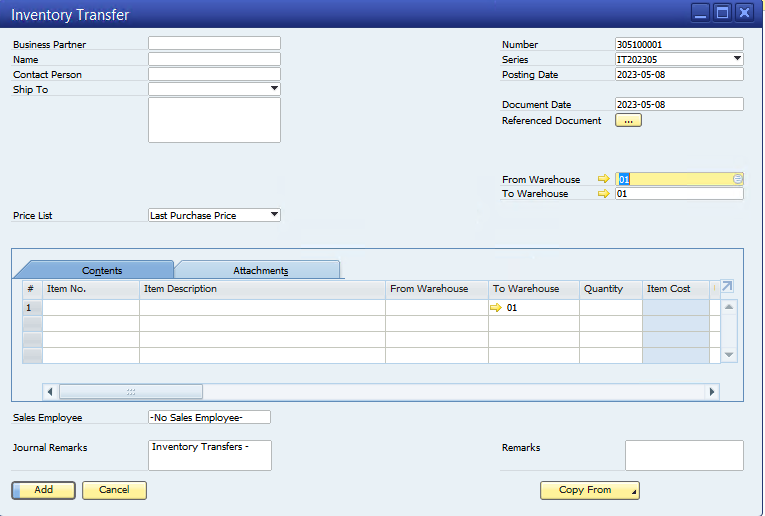 Inventory Transfer
Business Partner
Name
Contact Person
Ship To
Number 305100001
Series IT202305
Posting Date 2023-05-08
Document Date 2023-05-08
Referenced Document ...
From Warehouse 01
To Warehouse 01
Price List Last Purchase Price
Contents Attachments
# Item No. Item Description From Warehouse To Warehouse Quantity Item Cost
1 01
Sales Employee -No Sales Employee-
Journal Remarks Inventory Transfers -
Remarks
Add Cancel Copy From